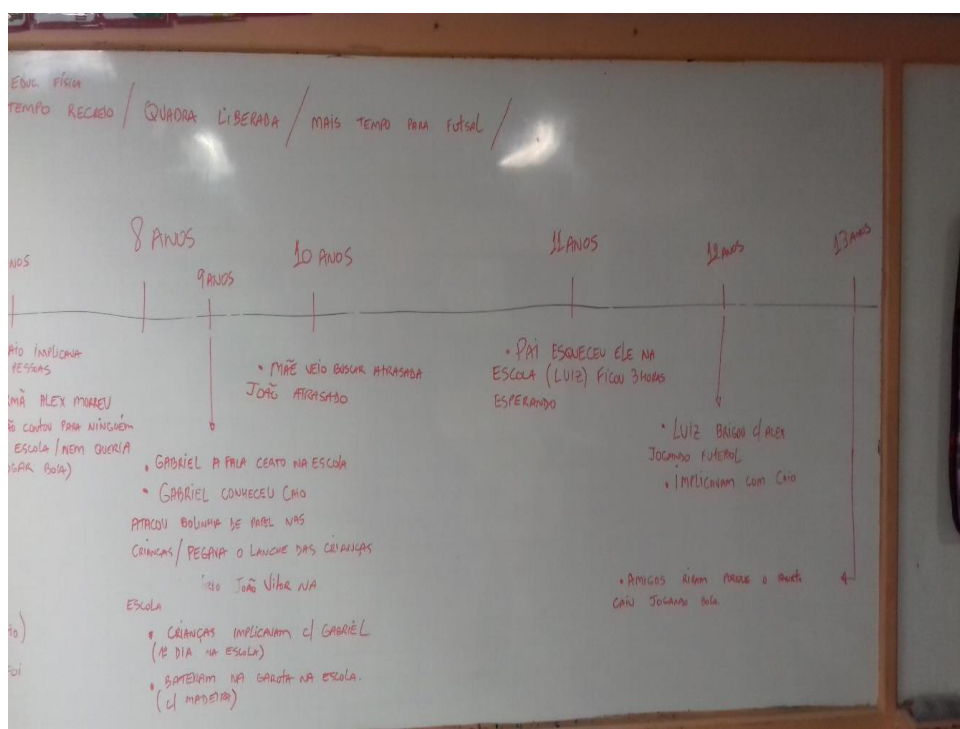 EDUC. FÍSICA
TEMPO RECREIO / QUADRA LIBERADA / MAIS TEMPO PARA FUTSAL /
8 ANOS
9 ANOS
10 ANOS
11 ANOS
12 ANOS
13 ANOS
IMPLICAVA
PESSOAS
ALEX MORREU
CONTOU PARA NINGUÉM
ESCOLA / NEM QUERIA
BOLA)
• GABRIEL A FALA CERTO NA ESCOLA
• GABRIEL CONHECEU CAIO
ATACOU BOLINHA DE PAPEL NAS
CRIANÇAS / PEGAVA O LANCHE DAS CRIANÇAS
JOÃO VITOR NA
ESCOLA
• CRIANÇAS IMPLICAVAM C/ GABRIEL
(1º DIA NA ESCOLA)
• BATERAM NA GAROTA NA ESCOLA.
(C/ MADEIRA)
• MÃE VEIO BUSCAR ATRASADA
JOÃO ATRASADO
• PAI ESQUECEU ELE NA
ESCOLA (LUIZ) FICOU 3 HORAS
ESPERANDO
• LUIZ BRIGOU C/ ALEX
JOGANDO FUTEBOL
• IMPLICAVAM COM CAIO
• AMIGOS RIRAM PORQUE O
CAIU JOGANDO BOLA.